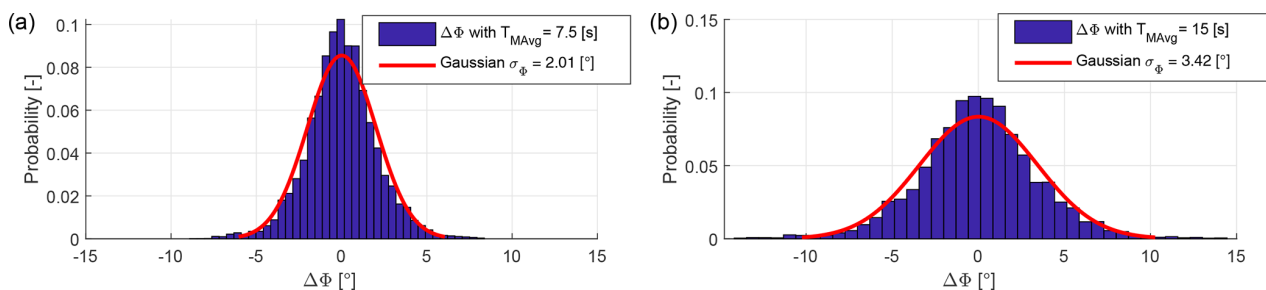 (a)
Probability [-]
0.1
0.08
0.06
0.04
0.02
0
-15
-10
-5
0
5
10
15
ΔΦ [°]
ΔΦ with T_MAvg = 7.5 [s]
Gaussian σ_Φ = 2.01 [°]
(b)
Probability [-]
0.15
0.1
0.05
0
-10
-5
0
5
10
15
ΔΦ [°]
ΔΦ with T_MAvg = 15 [s]
Gaussian σ_Φ = 3.42 [°]